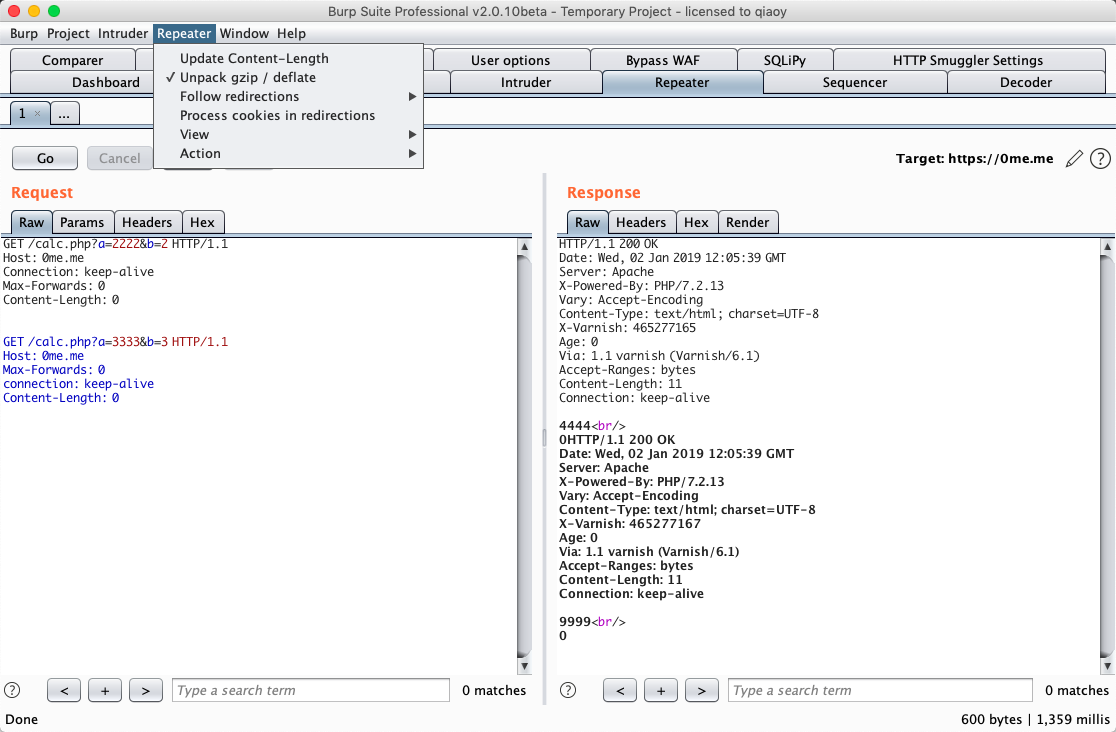 Burp Suite Professional v2.0.10beta - Temporary Project - licensed to qiaoy
Burp Project Intruder Repeater Window Help
Update Content-Length
✓ Unpack gzip / deflate
Follow redirections
Process cookies in redirections
View
Action
Comparer User options Bypass WAF SQLiPy HTTP Smuggler Settings
Dashboard Intruder Repeater Sequencer Decoder
1 × ...
Go Cancel Target: https://0me.me ?
Request
Raw Params Headers Hex
GET /calc.php?a=2222&b=2 HTTP/1.1
Host: 0me.me
Connection: keep-alive
Max-Forwards: 0
Content-Length: 0
GET /calc.php?a=3333&b=3 HTTP/1.1
Host: 0me.me
Max-Forwards: 0
connection: keep-alive
Content-Length: 0
? < + > Type a search term 0 matches
Response
Raw Headers Hex Render
HTTP/1.1 200 OK
Date: Wed, 02 Jan 2019 12:05:39 GMT
Server: Apache
X-Powered-By: PHP/7.2.13
Vary: Accept-Encoding
Content-Type: text/html; charset=UTF-8
X-Varnish: 465277165
Age: 0
Via: 1.1 varnish (Varnish/6.1)
Accept-Ranges: bytes
Content-Length: 11
Connection: keep-alive
4444<br/>
0HTTP/1.1 200 OK
Date: Wed, 02 Jan 2019 12:05:39 GMT
Server: Apache
X-Powered-By: PHP/7.2.13
Vary: Accept-Encoding
Content-Type: text/html; charset=UTF-8
X-Varnish: 465277167
Age: 0
Via: 1.1 varnish (Varnish/6.1)
Accept-Ranges: bytes
Content-Length: 11
Connection: keep-alive
9999<br/>
0
? < + > Type a search term 0 matches
Done 600 bytes | 1,359 millis